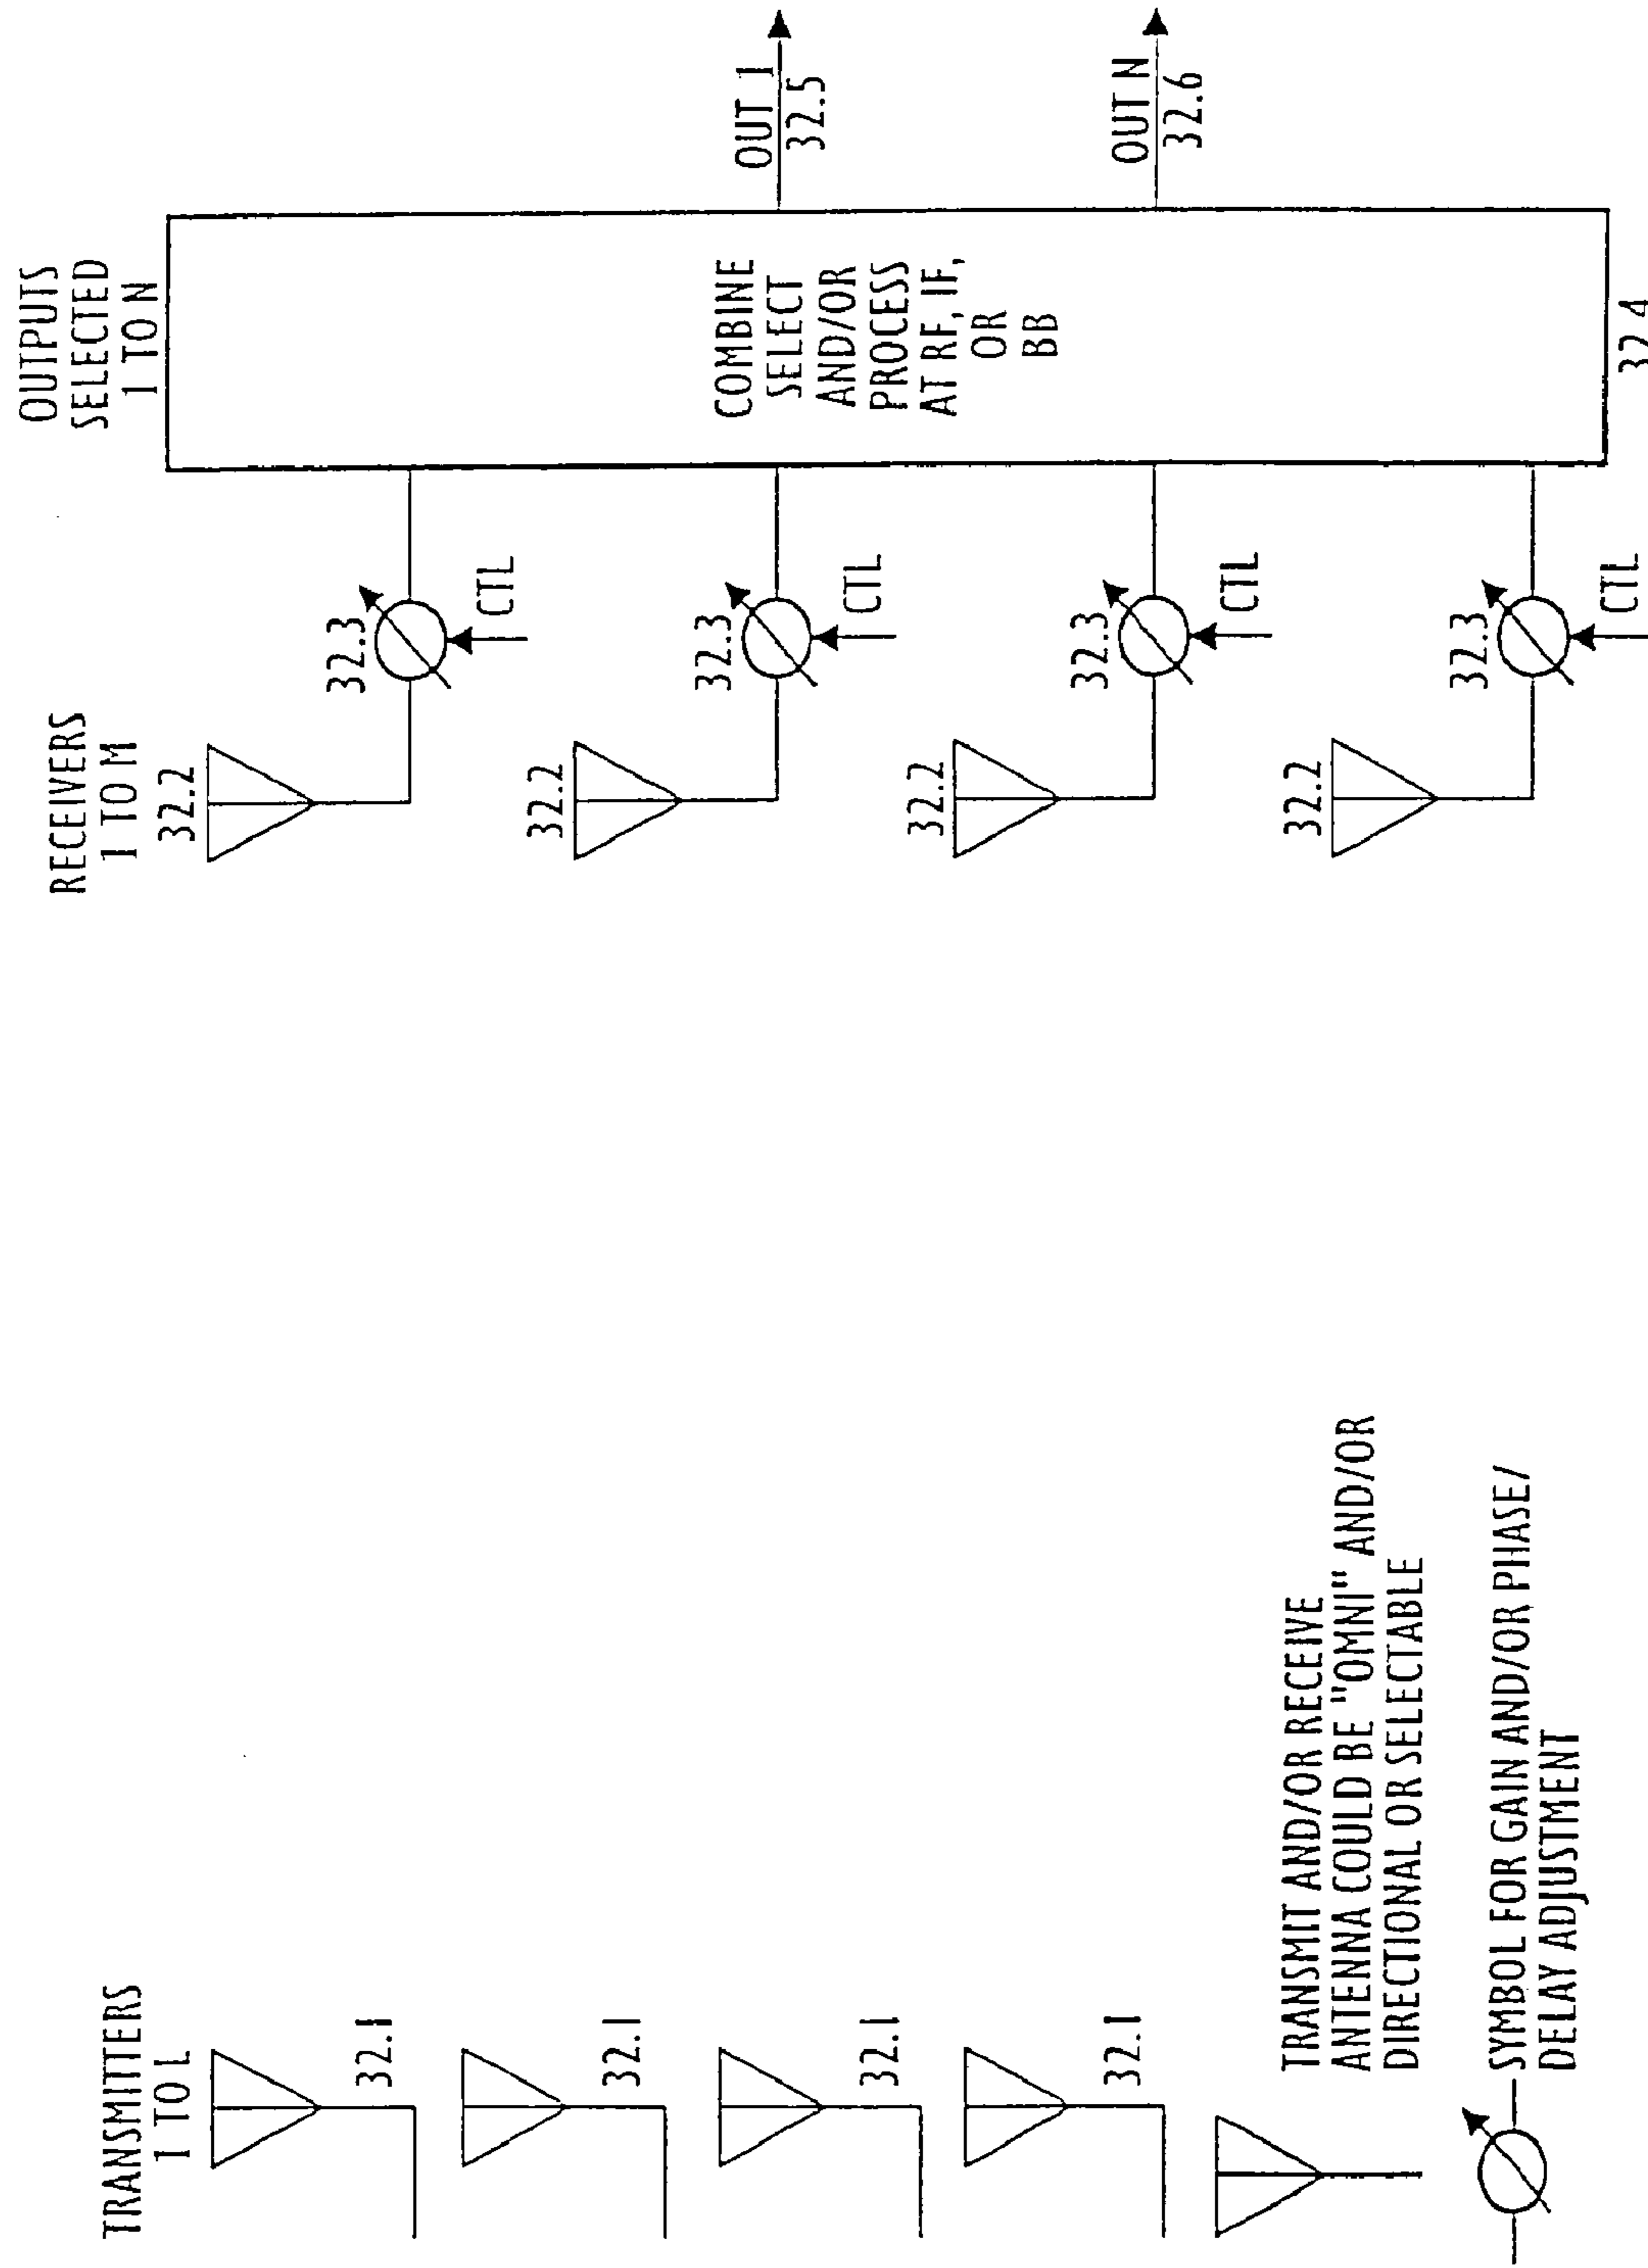 TRANSMITTERS
1 TO L
32.1
32.1
32.1
32.1
TRANSMIT AND/OR RECEIVE
ANTENNA COULD BE "OMNI" AND/OR
DIRECTIONAL OR SELECTABLE
SYMBOL FOR GAIN AND/OR PHASE/
DELAY ADJUSTMENT
RECEIVERS
1 TO M
32.2
32.3
CTL
32.2
32.3
CTL
32.2
32.3
CTL
32.2
32.3
CTL
OUTPUTS
SELECTED
1 TO N
COMBINE
SELECT
AND/OR
PROCESS
AT RF, IF,
OR
BB
32.4
OUT 1
32.5
OUT N
32.6